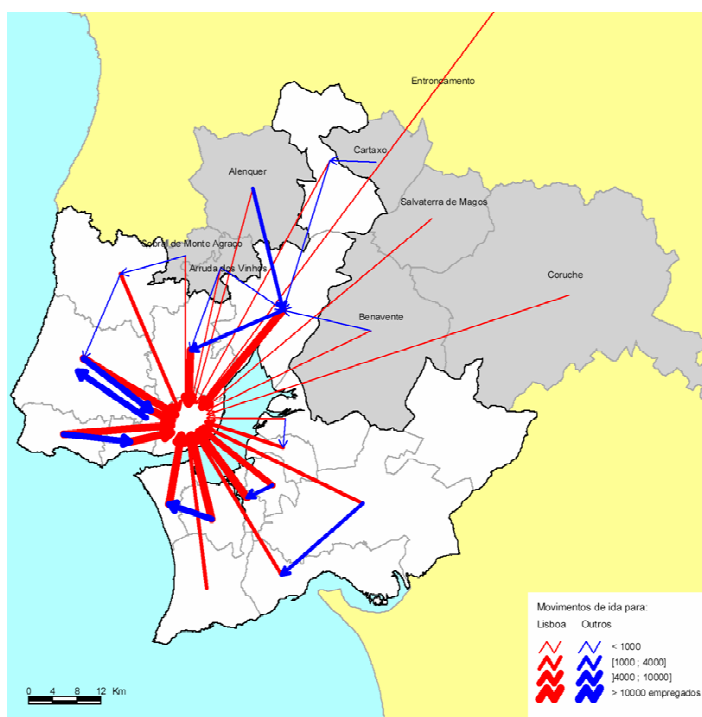 Entroncamento
Cartaxo
Alenquer
Salvaterra de Magos
Sobral de Monte Agraço
Arruda dos Vinhos
Coruche
Benavente
Movimentos de ida para:
Lisboa Outros
< 1000
[1000 ; 4000]
]4000 ; 10000]
> 10000 empregados
0 4 8 12 Km